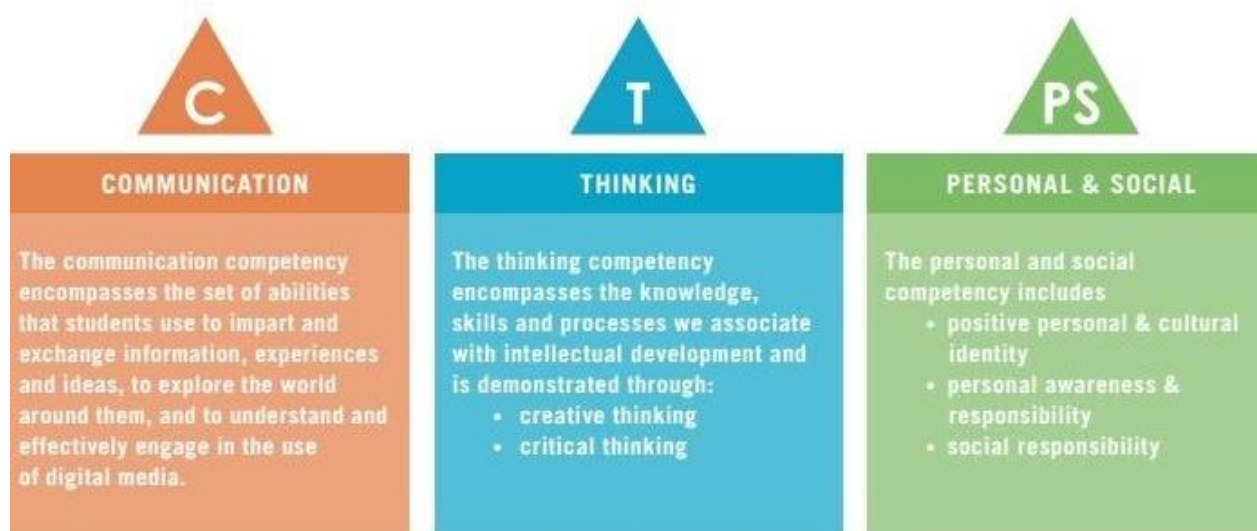 C
COMMUNICATION
The communication competency
encompasses the set of abilities
that students use to impart and
exchange information, experiences
and ideas, to explore the world
around them, and to understand and
effectively engage in the use
of digital media.
T
THINKING
The thinking competency
encompasses the knowledge,
skills and processes we associate
with intellectual development and
is demonstrated through:
• creative thinking
• critical thinking
PS
PERSONAL & SOCIAL
The personal and social
competency includes
• positive personal & cultural
identity
• personal awareness &
responsibility
• social responsibility